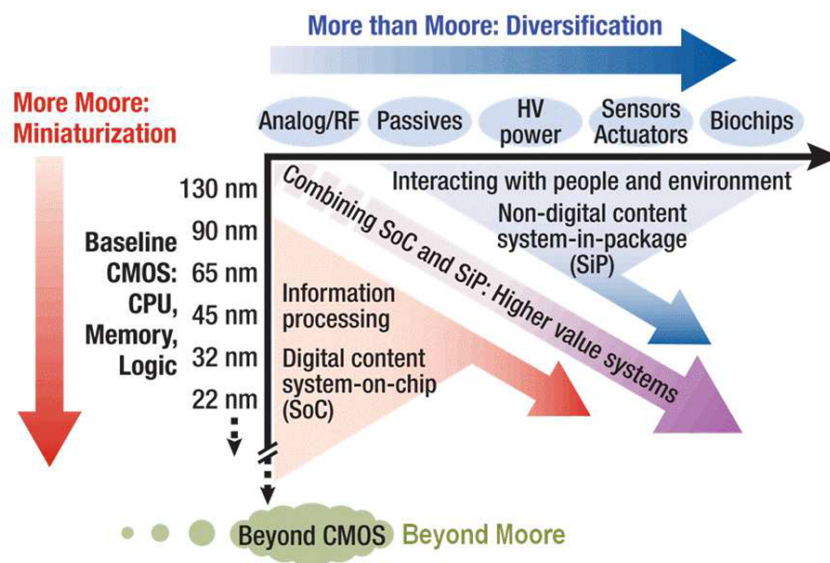 More than Moore: Diversification
More Moore:
Miniaturization
Analog/RF
Passives
HV
power
Sensors
Actuators
Biochips
130 nm
90 nm
65 nm
45 nm
32 nm
22 nm
Baseline
CMOS:
CPU,
Memory,
Logic
Interacting with people and environment
Non-digital content
system-in-package
(SiP)
Combining SoC and SiP: Higher value systems
Information
processing
Digital content
system-on-chip
(SoC)
Beyond CMOS
Beyond Moore